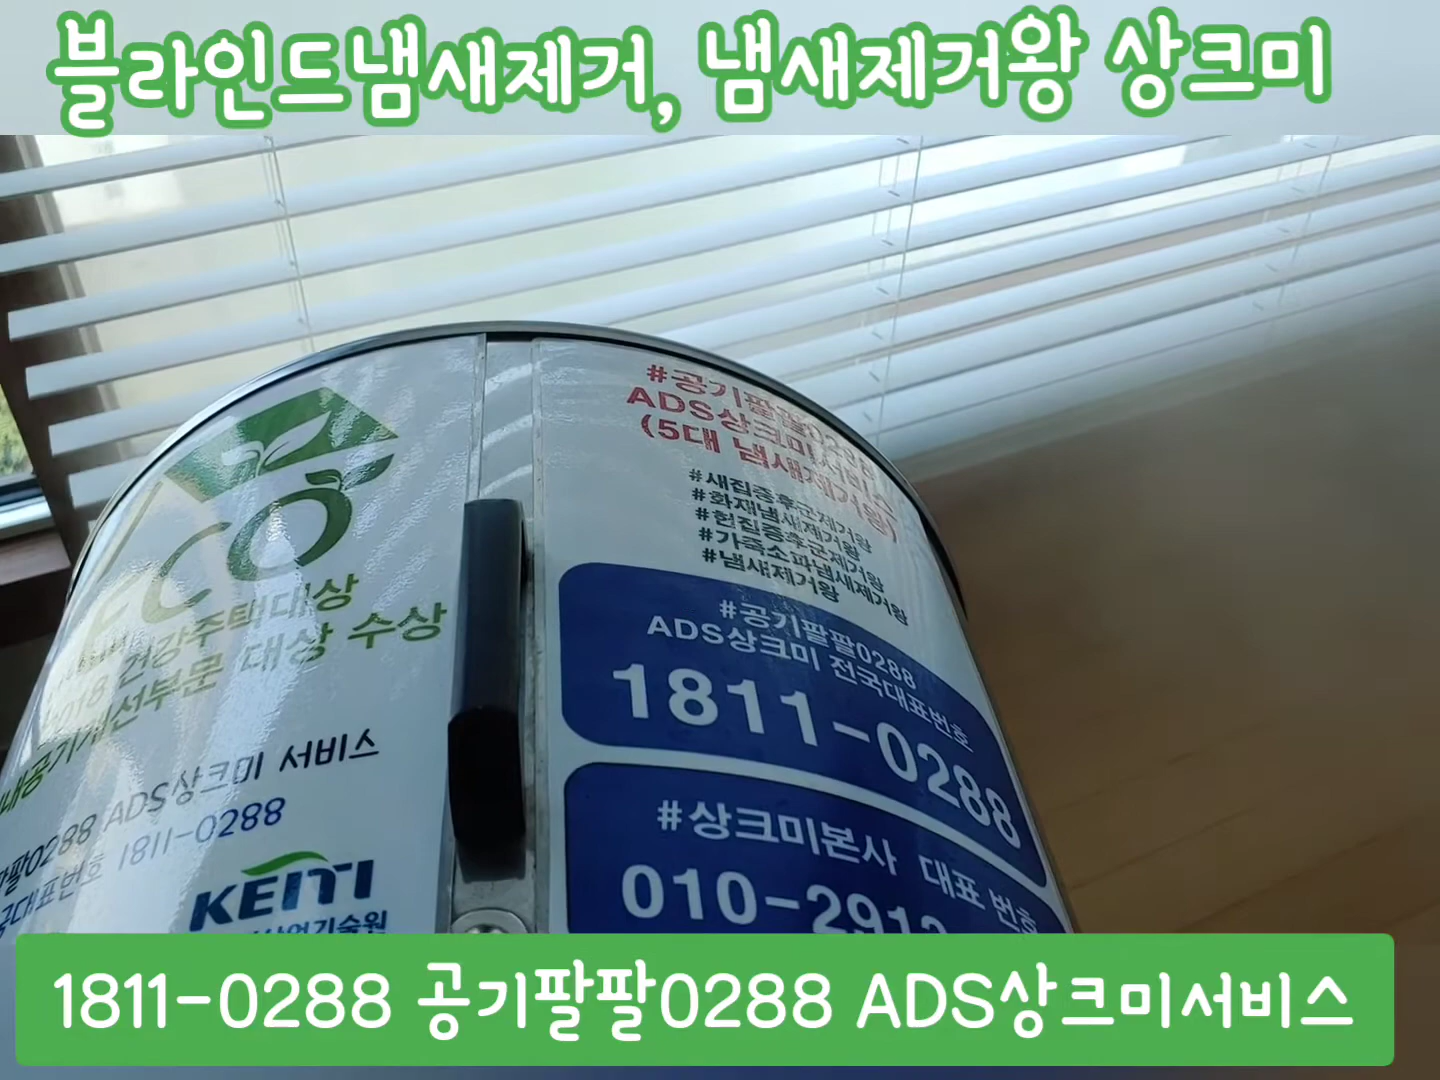 블라인드냄새제거, 냄새제거왕 상크미
ECO
2018 건강주택대상
실내공기개선부문 대상 수상
0288 ADS상크미 서비스
대표번호 1811-0288
KEITI
#공기팔팔0288
ADS상크미서비스
(5대 냄새제거왕)
#새집증후군제거왕
#화재냄새제거왕
#헌집증후군제거왕
#가죽소파냄새제거왕
#냄새제거왕
#공기팔팔0288
ADS상크미 전국대표번호
1811-0288
#상크미본사 대표 번호
010-2912
1811-0288 공기팔팔0288 ADS상크미서비스